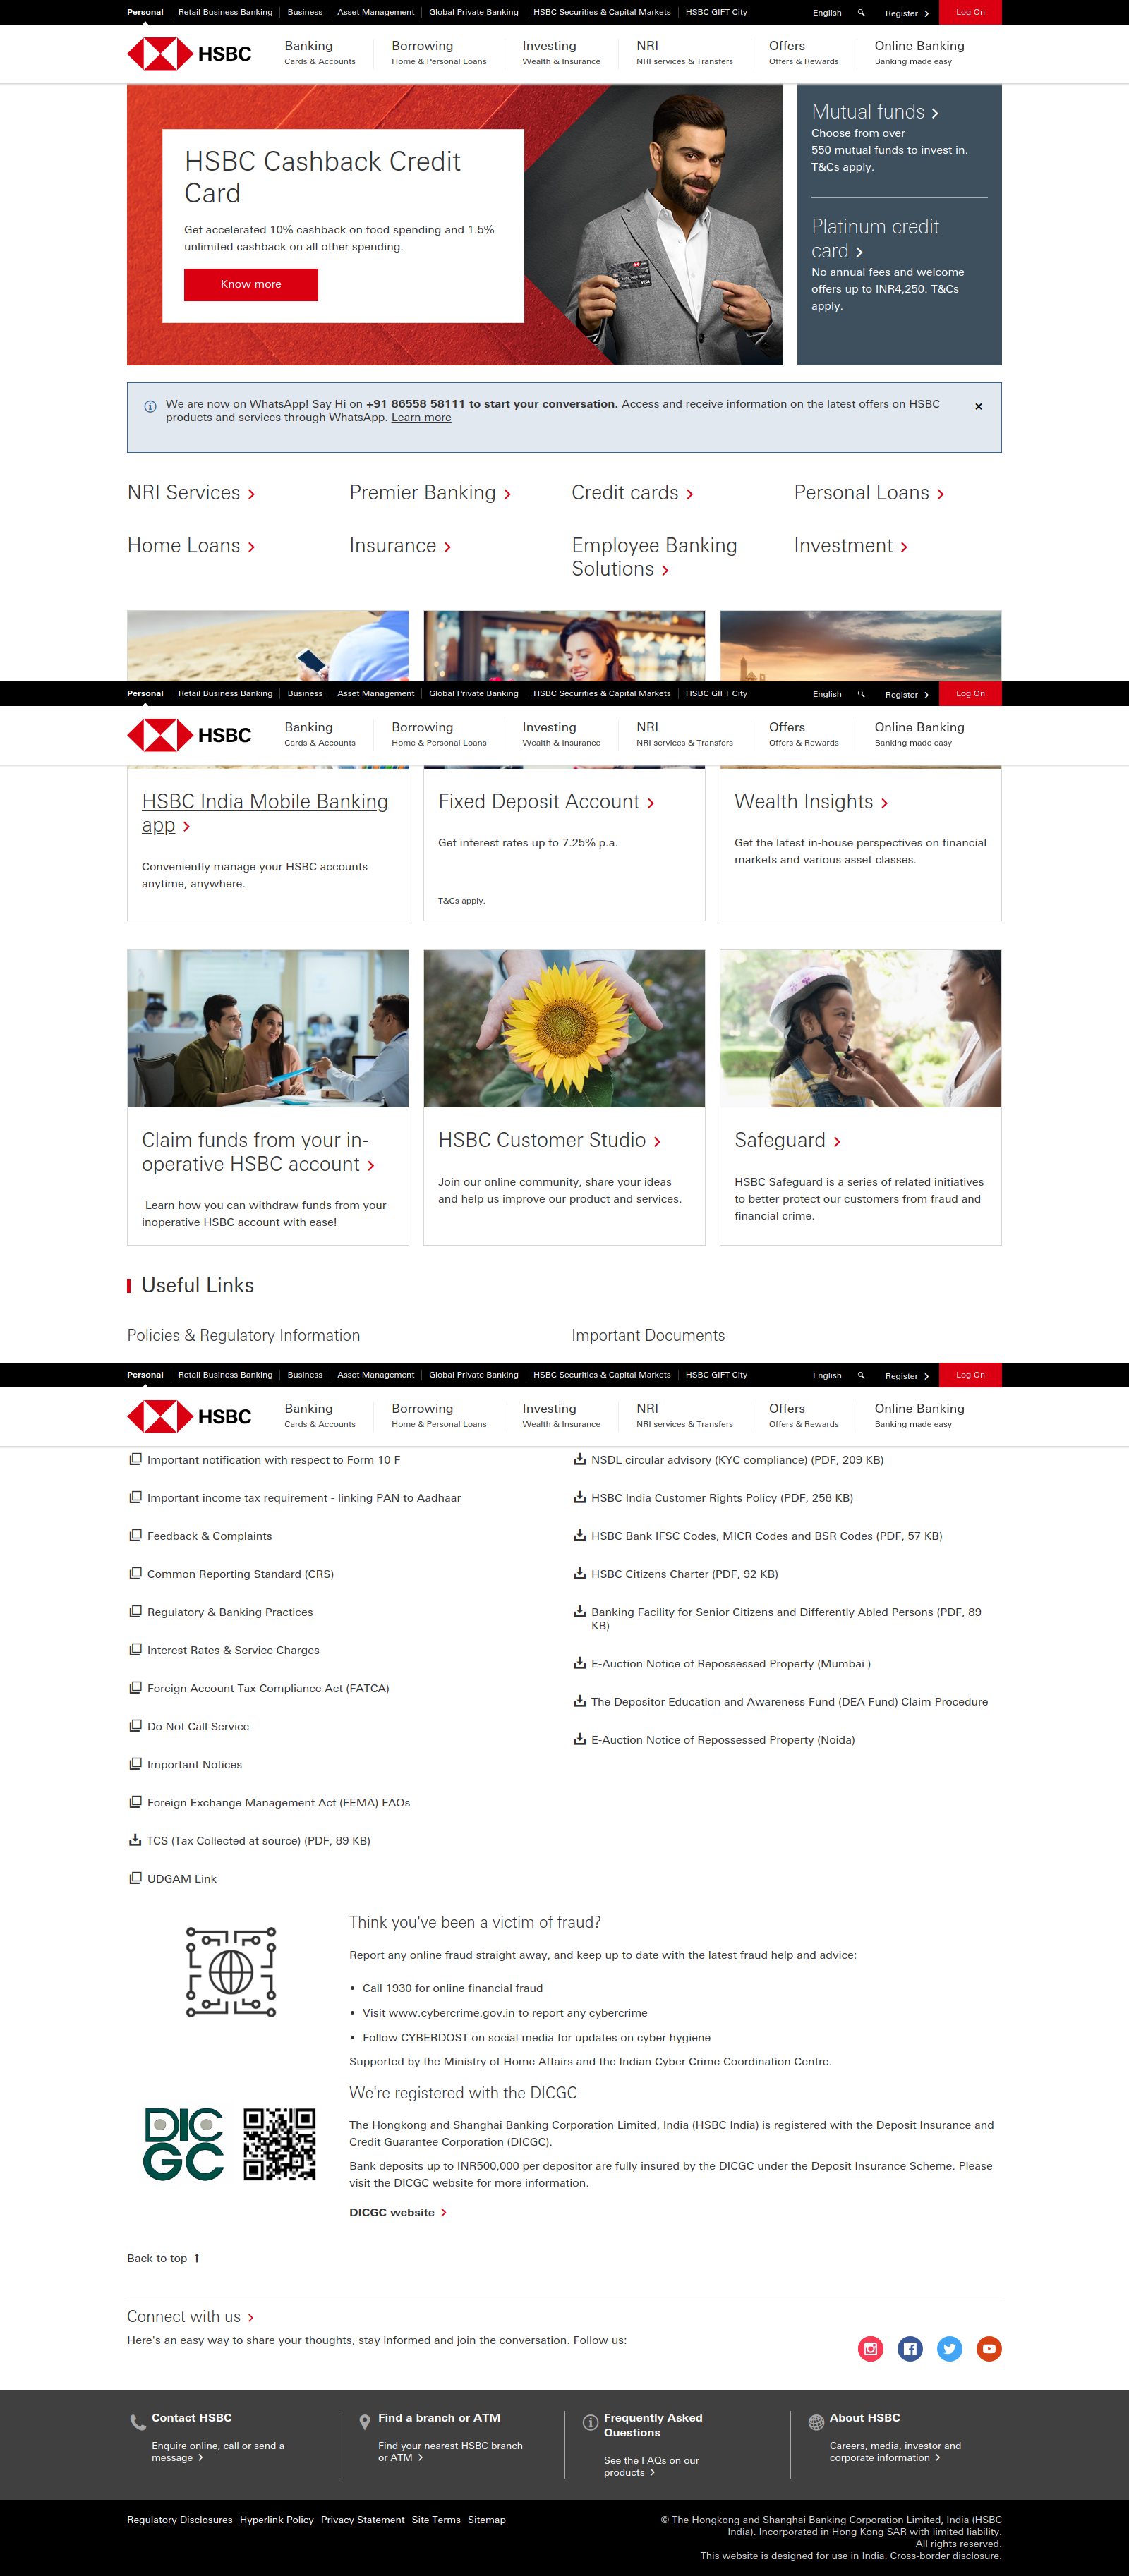 Personal Retail Business Banking Business Asset Management Global Private Banking HSBC Securities & Capital Markets HSBC GIFT City English Register Log On
HSBC
Banking
Cards & Accounts
Borrowing
Home & Personal Loans
Investing
Wealth & Insurance
NRI
NRI services & Transfers
Offers
Offers & Rewards
Online Banking
Banking made easy
HSBC Cashback Credit
Card
Get accelerated 10% cashback on food spending and 1.5%
unlimited cashback on all other spending.
Know more
Mutual funds
Choose from over
550 mutual funds to invest in.
T&Cs apply.
Platinum credit
card
No annual fees and welcome
offers up to INR4,250. T&Cs
apply.
We are now on WhatsApp! Say Hi on +91 86558 58111 to start your conversation. Access and receive information on the latest offers on HSBC
products and services through WhatsApp. Learn more
NRI Services
Premier Banking
Credit cards
Personal Loans
Home Loans
Insurance
Employee Banking
Solutions
Investment
Personal Retail Business Banking Business Asset Management Global Private Banking HSBC Securities & Capital Markets HSBC GIFT City English Register Log On
HSBC
Banking
Cards & Accounts
Borrowing
Home & Personal Loans
Investing
Wealth & Insurance
NRI
NRI services & Transfers
Offers
Offers & Rewards
Online Banking
Banking made easy
HSBC India Mobile Banking
app
Conveniently manage your HSBC accounts
anytime, anywhere.
Fixed Deposit Account
Get interest rates up to 7.25% p.a.
T&Cs apply.
Wealth Insights
Get the latest in-house perspectives on financial
markets and various asset classes.
Claim funds from your in-
operative HSBC account
Learn how you can withdraw funds from your
inoperative HSBC account with ease!
HSBC Customer Studio
Join our online community, share your ideas
and help us improve our product and services.
Safeguard
HSBC Safeguard is a series of related initiatives
to better protect our customers from fraud and
financial crime.
Useful Links
Policies & Regulatory Information
Important Documents
Personal Retail Business Banking Business Asset Management Global Private Banking HSBC Securities & Capital Markets HSBC GIFT City English Register Log On
HSBC
Banking
Cards & Accounts
Borrowing
Home & Personal Loans
Investing
Wealth & Insurance
NRI
NRI services & Transfers
Offers
Offers & Rewards
Online Banking
Banking made easy
Important notification with respect to Form 10 F
Important income tax requirement - linking PAN to Aadhaar
Feedback & Complaints
Common Reporting Standard (CRS)
Regulatory & Banking Practices
Interest Rates & Service Charges
Foreign Account Tax Compliance Act (FATCA)
Do Not Call Service
Important Notices
Foreign Exchange Management Act (FEMA) FAQs
TCS (Tax Collected at source) (PDF, 89 KB)
UDGAM Link
NSDL circular advisory (KYC compliance) (PDF, 209 KB)
HSBC India Customer Rights Policy (PDF, 258 KB)
HSBC Bank IFSC Codes, MICR Codes and BSR Codes (PDF, 57 KB)
HSBC Citizens Charter (PDF, 92 KB)
Banking Facility for Senior Citizens and Differently Abled Persons (PDF, 89
KB)
E-Auction Notice of Repossessed Property (Mumbai )
The Depositor Education and Awareness Fund (DEA Fund) Claim Procedure
E-Auction Notice of Repossessed Property (Noida)
Think you've been a victim of fraud?
Report any online fraud straight away, and keep up to date with the latest fraud help and advice:
• Call 1930 for online financial fraud
• Visit www.cybercrime.gov.in to report any cybercrime
• Follow CYBERDOST on social media for updates on cyber hygiene
Supported by the Ministry of Home Affairs and the Indian Cyber Crime Coordination Centre.
DIC
GC
We're registered with the DICGC
The Hongkong and Shanghai Banking Corporation Limited, India (HSBC India) is registered with the Deposit Insurance and
Credit Guarantee Corporation (DICGC).
Bank deposits up to INR500,000 per depositor are fully insured by the DICGC under the Deposit Insurance Scheme. Please
visit the DICGC website for more information.
DICGC website
Back to top
Connect with us
Here's an easy way to share your thoughts, stay informed and join the conversation. Follow us:
Contact HSBC
Enquire online, call or send a
message
Find a branch or ATM
Find your nearest HSBC branch
or ATM
Frequently Asked
Questions
See the FAQs on our
products
About HSBC
Careers, media, investor and
corporate information
Regulatory Disclosures Hyperlink Policy Privacy Statement Site Terms Sitemap
© The Hongkong and Shanghai Banking Corporation Limited, India (HSBC
India). Incorporated in Hong Kong SAR with limited liability.
All rights reserved.
This website is designed for use in India. Cross-border disclosure.